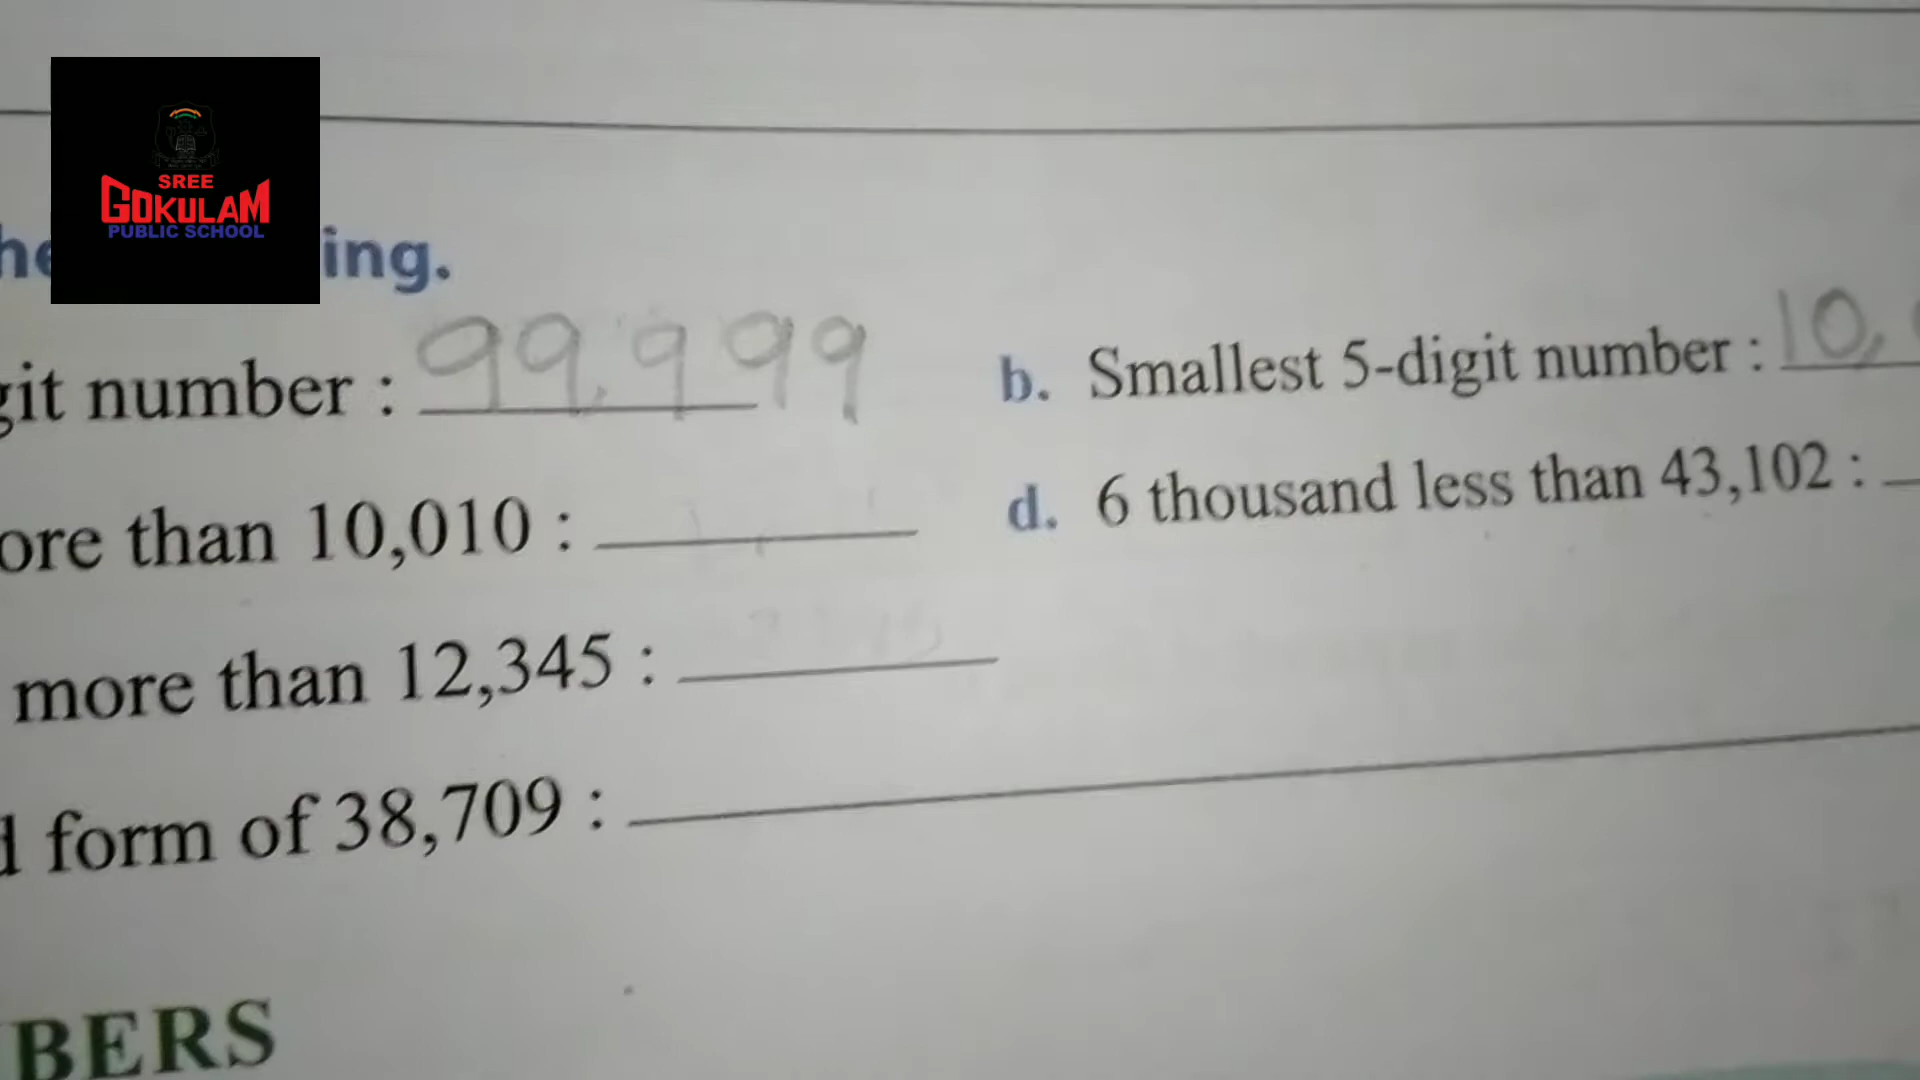 SREE
GOKULAM
PUBLIC SCHOOL
ing.
git number : 99,999
b. Smallest 5-digit number : 10,
ore than 10,010 :
d. 6 thousand less than 43,102 :
more than 12,345 :
d form of 38,709 :
BERS